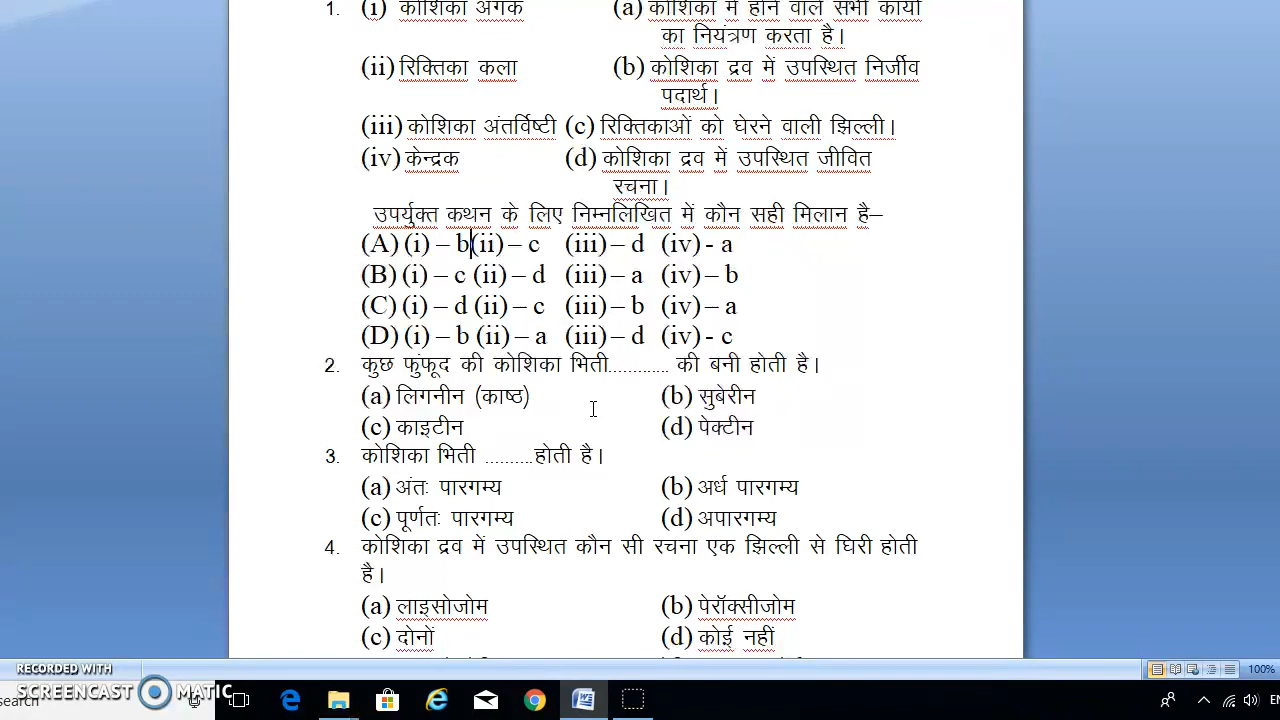 1. (i) कोशिका अंगक (a) कोशिका में होने वाले सभी कार्यों
का नियंत्रण करता है।
(ii) रिक्तिका कला (b) कोशिका द्रव में उपस्थित निर्जीव
पदार्थ।
(iii) कोशिका अंतर्विष्टी (c) रिक्तिकाओं को घेरने वाली झिल्ली।
(iv) केन्द्रक (d) कोशिका द्रव में उपस्थित जीवित
रचना।
उपर्युक्त कथन के लिए निम्नलिखित में कौन सही मिलान है–
(A) (i) – b(ii) – c (iii) – d (iv) - a
(B) (i) – c (ii) – d (iii) – a (iv) – b
(C) (i) – d (ii) – c (iii) – b (iv) – a
(D) (i) – b (ii) – a (iii) – d (iv) - c
2. कुछ फुंफूद की कोशिका भिती............. की बनी होती है।
(a) लिगनीन (काष्ठ) (b) सुबेरीन
(c) काइटीन (d) पेक्टीन
3. कोशिका भिती ..........होती है।
(a) अंतः पारगम्य (b) अर्ध पारगम्य
(c) पूर्णतः पारगम्य (d) अपारगम्य
4. कोशिका द्रव में उपस्थित कौन सी रचना एक झिल्ली से घिरी होती
है।
(a) लाइसोजोम (b) पेरॉक्सीजोम
(c) दोनों (d) कोई नहीं
RECORDED WITH
SCREENCAST MATIC
100%
search